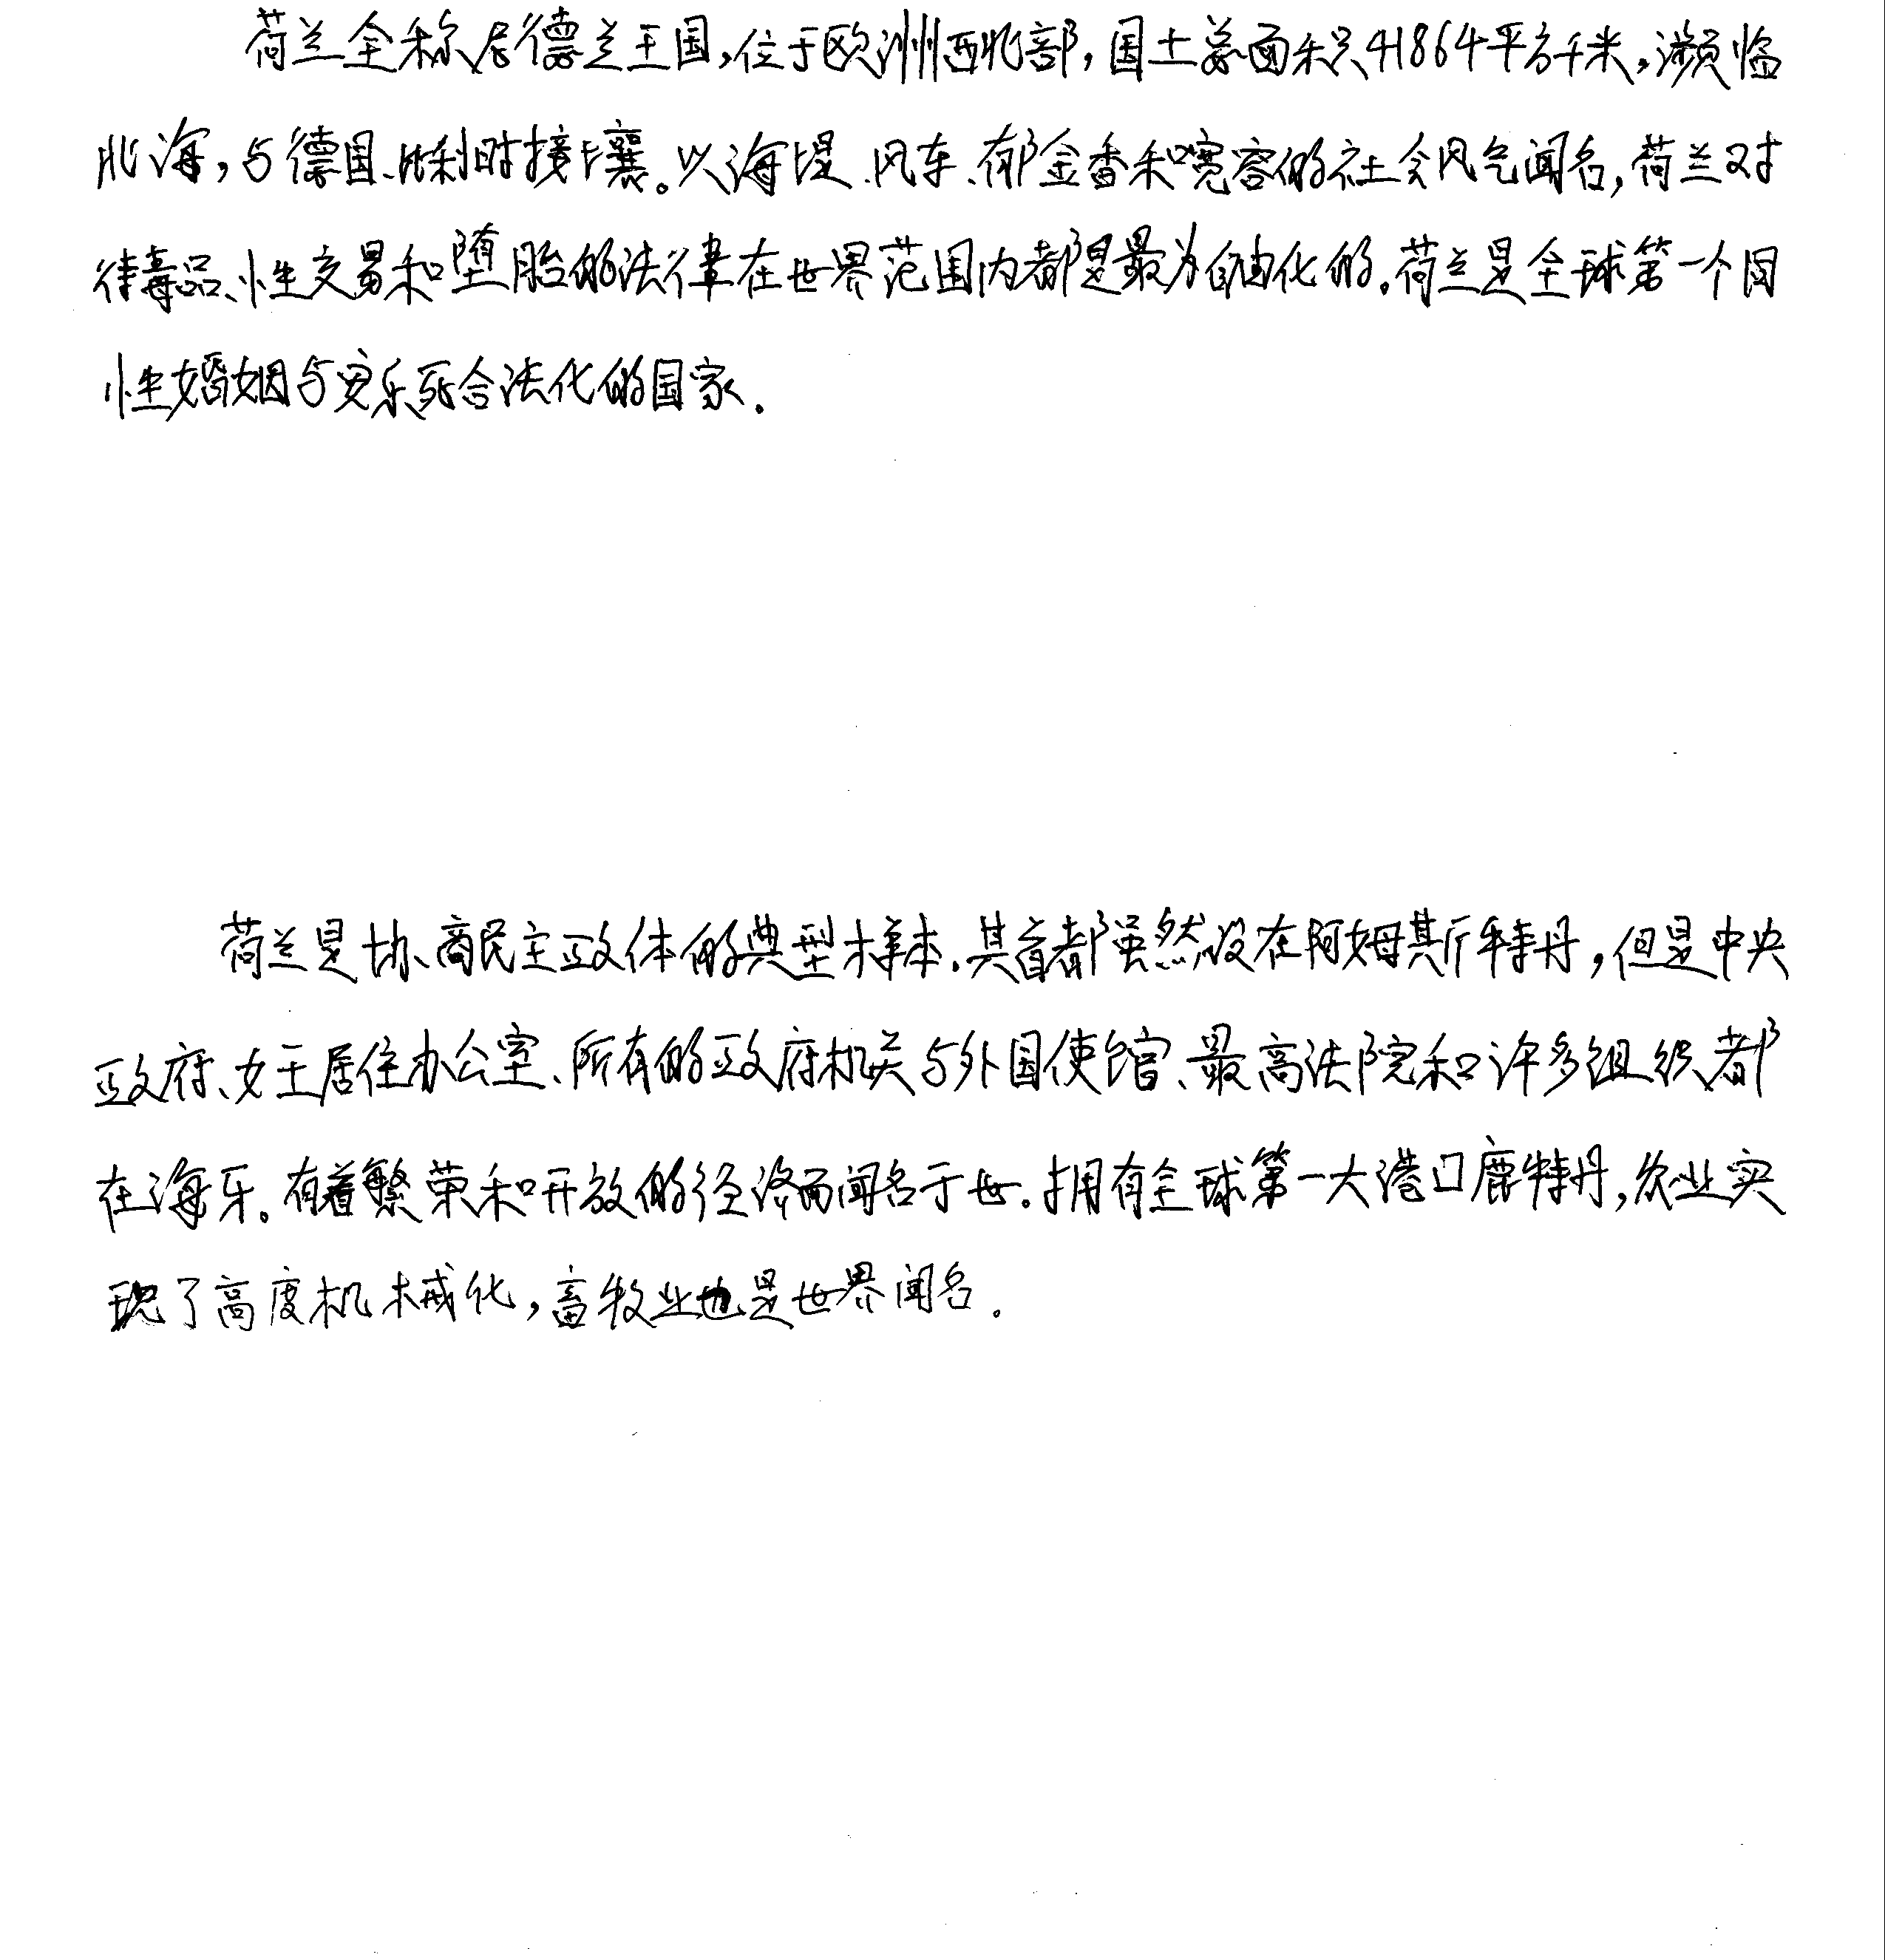 荷兰全称尼德兰王国,位于欧洲西北部,国土总面积41864平方千米,濒临
北海,与德国、比利时接壤。以海堤、风车、郁金香和宽容的社会风气闻名,荷兰对
待毒品、性交易和堕胎的法律在世界范围内都是最为自由化的.荷兰是全球第一个同
性婚姻与安乐死合法化的国家.
荷兰是协商民主政体的典型样本.其首都虽然设在阿姆斯特丹,但是中央
政府、女王居住办公室、所有的政府机关与外国使馆、最高法院和许多组织都
在海牙。有着繁荣和开放的经济而闻名于世.拥有全球第一大港口鹿特丹,农业实
现了高度机械化,畜牧业也是世界闻名.